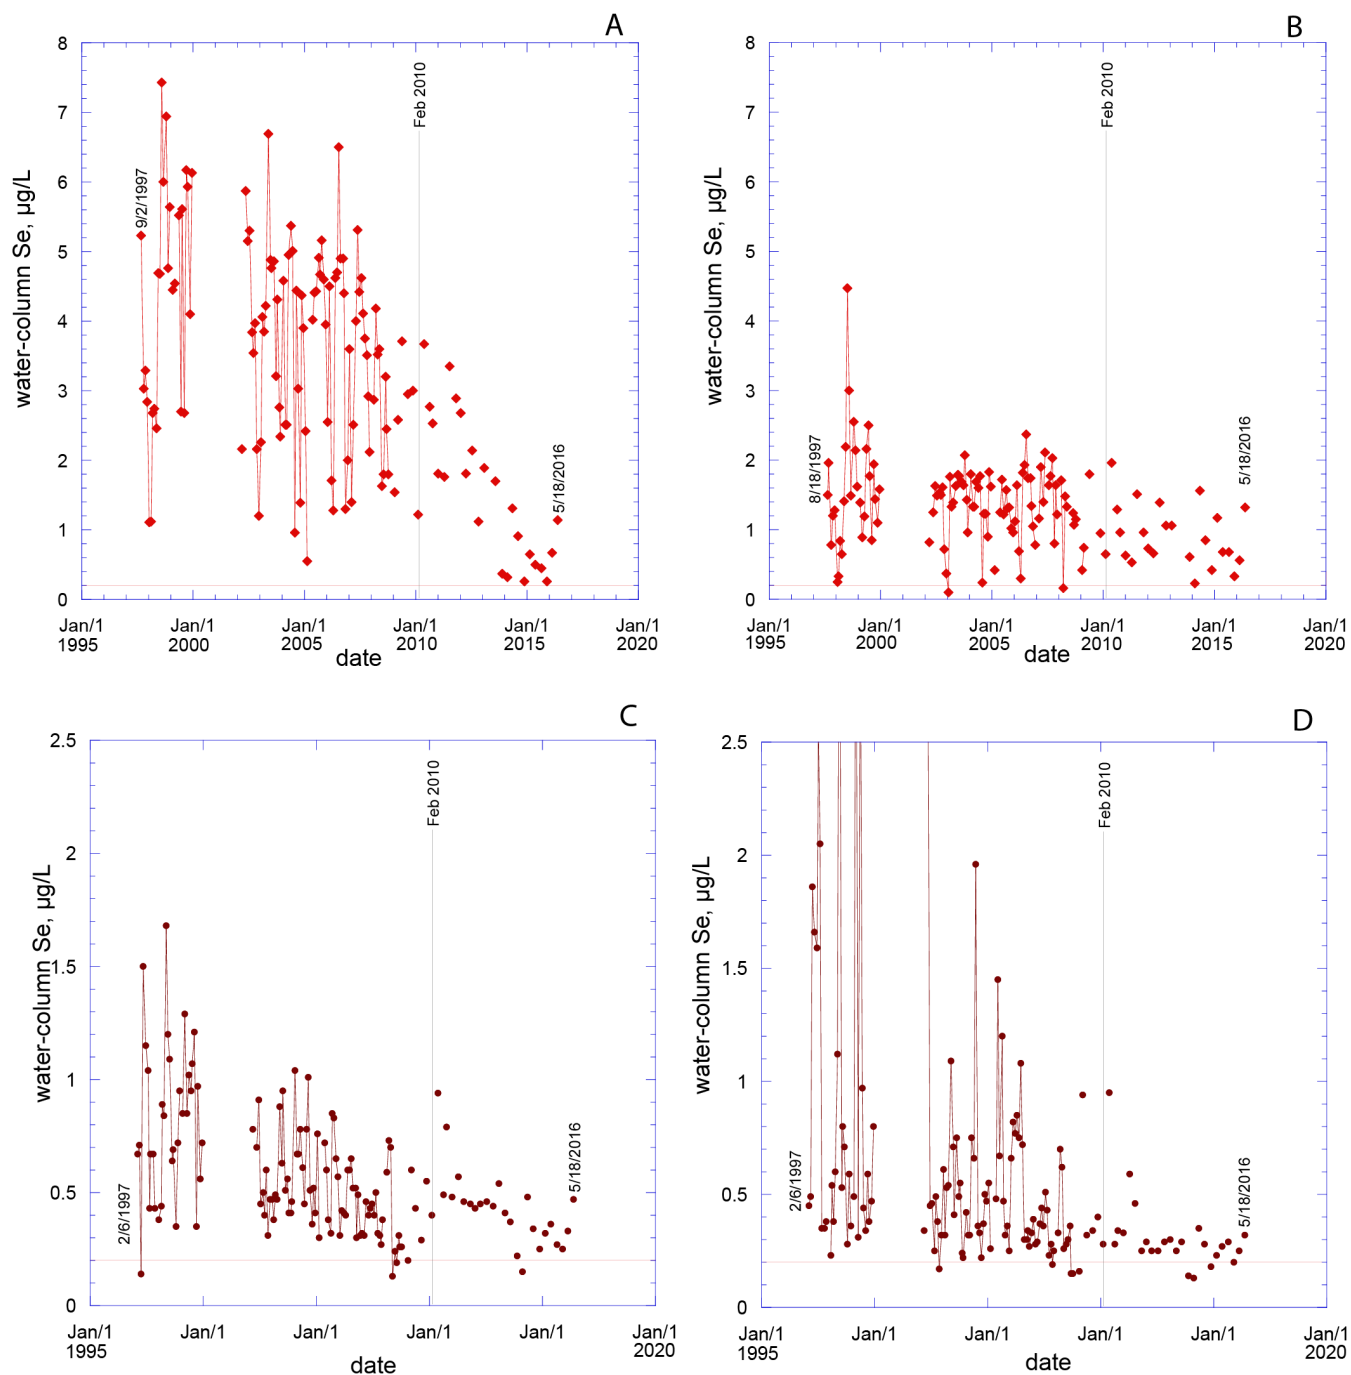 A
8
7
6
5
4
3
2
1
0
water-column Se, µg/L
9/2/1997
Feb 2010
5/18/2016
Jan/1 Jan/1 Jan/1 Jan/1 Jan/1 Jan/1
1995 2000 2005 2010 2015 2020
date
B
8
7
6
5
4
3
2
1
0
water-column Se, µg/L
8/18/1997
Feb 2010
5/18/2016
Jan/1 Jan/1 Jan/1 Jan/1 Jan/1 Jan/1
1995 2000 2005 2010 2015 2020
date
C
2.5
2
1.5
1
0.5
0
water-column Se, µg/L
2/6/1997
Feb 2010
5/18/2016
Jan/1 Jan/1 Jan/1 Jan/1 Jan/1 Jan/1
1995 2020
date
D
2.5
2
1.5
1
0.5
0
water-column Se, µg/L
2/6/1997
Feb 2010
5/18/2016
Jan/1 Jan/1 Jan/1 Jan/1 Jan/1 Jan/1
1995 2020
date